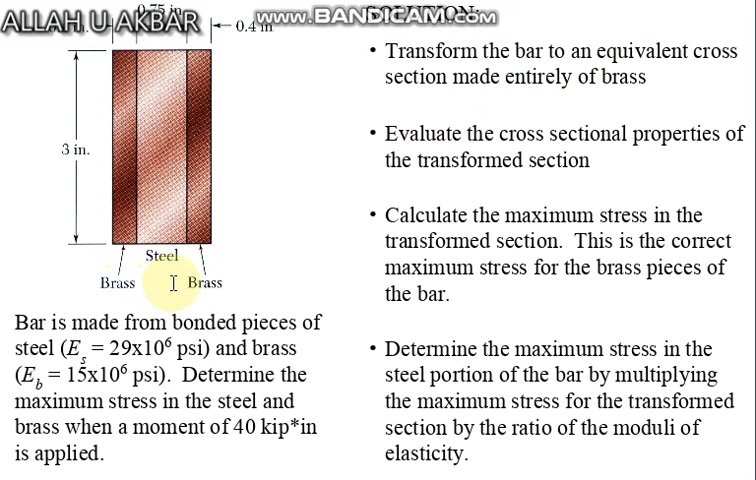 0.75 in.
ALLAH U AKBAR
www.BANDICAM.com
SOLUTION:
0.4 in
3 in.
Steel
Brass
Brass
Bar is made from bonded pieces of
steel (Es = 29x10⁶ psi) and brass
(Eb = 15x10⁶ psi). Determine the
maximum stress in the steel and
brass when a moment of 40 kip*in
is applied.
• Transform the bar to an equivalent cross
section made entirely of brass
• Evaluate the cross sectional properties of
the transformed section
• Calculate the maximum stress in the
transformed section. This is the correct
maximum stress for the brass pieces of
the bar.
• Determine the maximum stress in the
steel portion of the bar by multiplying
the maximum stress for the transformed
section by the ratio of the moduli of
elasticity.